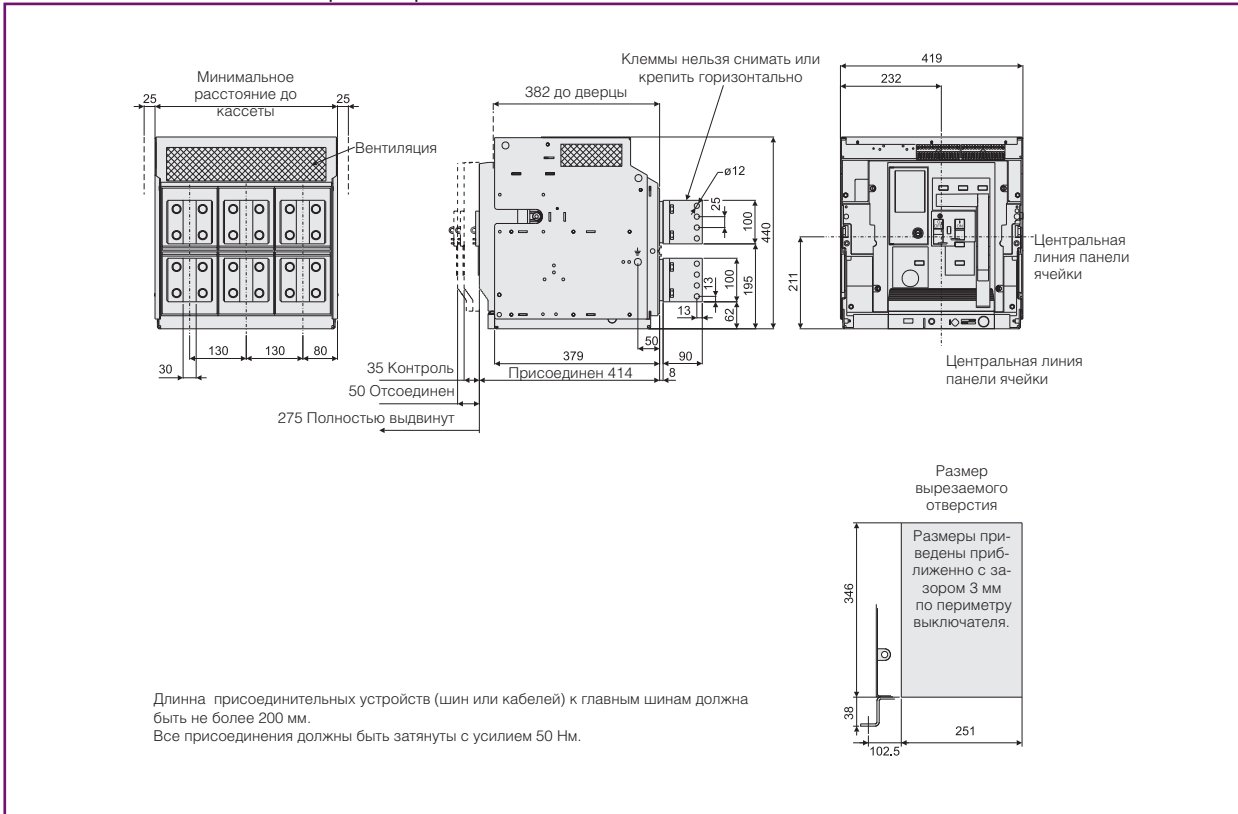 Минимальное
расстояние до
кассеты
25
25
Вентиляция
130
130
80
30
Клеммы нельзя снимать или
крепить горизонтально
382 до дверцы
ø12
25
100
440
195
100
13
13
62
50
379
90
35 Контроль
Присоединен 414
8
50 Отсоединен
275 Полностью выдвинут
419
232
211
Центральная
линия панели
ячейки
Центральная линия
панели ячейки
Размер
вырезаемого
отверстия
Размеры при-
ведены приб-
лиженно с за-
зором 3 мм
по периметру
выключателя.
346
38
102.5
251
Длинна присоединительных устройств (шин или кабелей) к главным шинам должна
быть не более 200 мм.
Все присоединения должны быть затянуты с усилием 50 Нм.